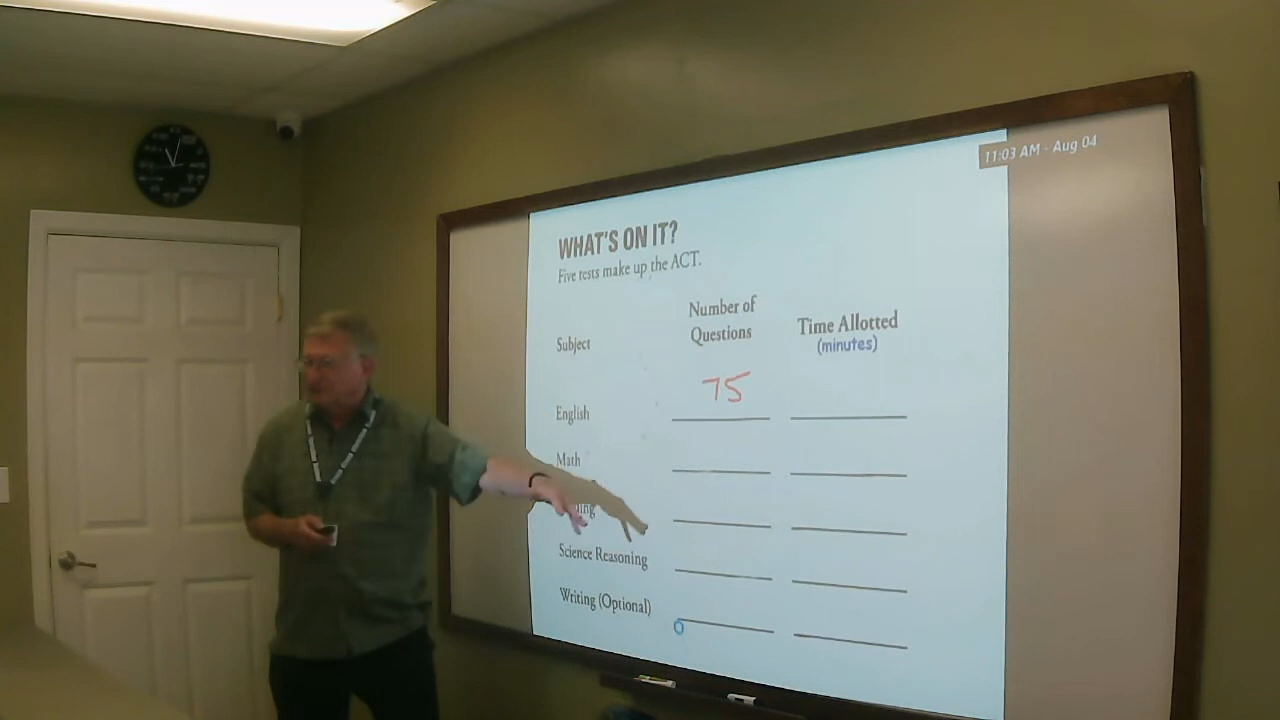 11:03 AM - Aug 04
WHAT'S ON IT?
Five tests make up the ACT.
Subject
Number of
Questions
Time Allotted
(minutes)
English
75
Math
Science Reasoning
Writing (Optional)